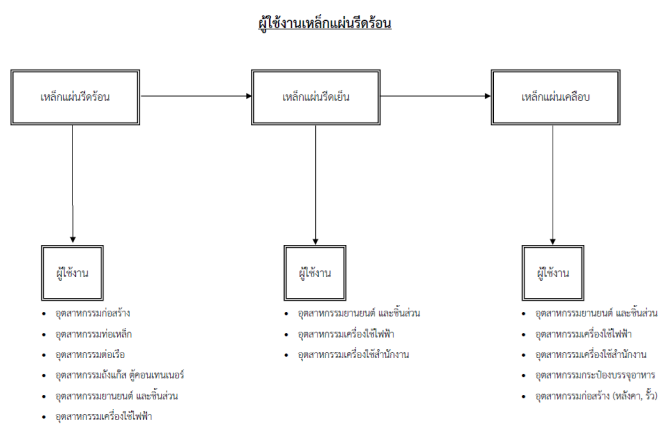 ผู้ใช้งานเหล็กแผ่นรีดร้อน
เหล็กแผ่นรีดร้อน
เหล็กแผ่นรีดเย็น
เหล็กแผ่นเคลือบ
ผู้ใช้งาน
• อุตสาหกรรมก่อสร้าง
• อุตสาหกรรมท่อเหล็ก
• อุตสาหกรรมต่อเรือ
• อุตสาหกรรมถังแก๊ส ตู้คอนเทนเนอร์
• อุตสาหกรรมยานยนต์ และชิ้นส่วน
• อุตสาหกรรมเครื่องใช้ไฟฟ้า
ผู้ใช้งาน
• อุตสาหกรรมยานยนต์ และชิ้นส่วน
• อุตสาหกรรมเครื่องใช้ไฟฟ้า
• อุตสาหกรรมเครื่องใช้สำนักงาน
ผู้ใช้งาน
• อุตสาหกรรมยานยนต์ และชิ้นส่วน
• อุตสาหกรรมเครื่องใช้ไฟฟ้า
• อุตสาหกรรมเครื่องใช้สำนักงาน
• อุตสาหกรรมกระป๋องบรรจุอาหาร
• อุตสาหกรรมก่อสร้าง (หลังคา, รั้ว)